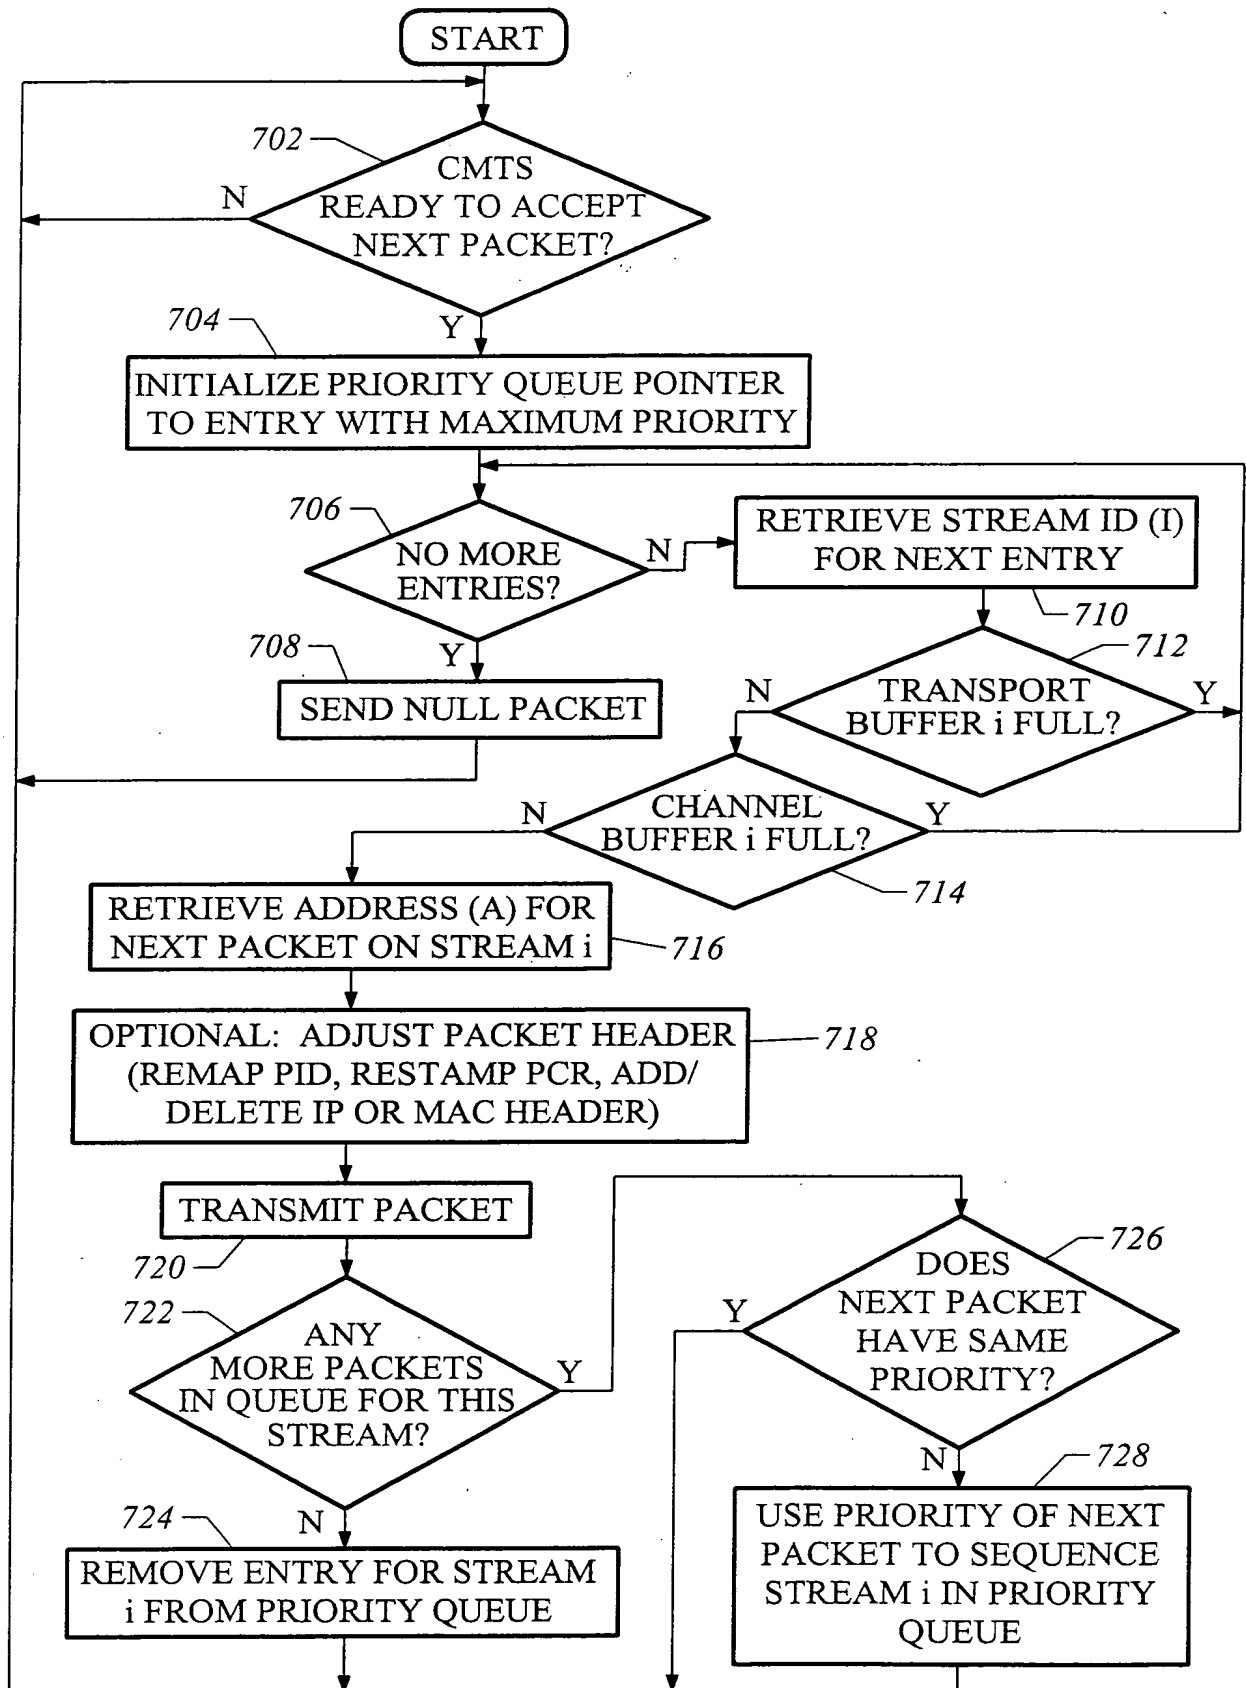 START
702
CMTS
READY TO ACCEPT
NEXT PACKET?
N
Y
704
INITIALIZE PRIORITY QUEUE POINTER
TO ENTRY WITH MAXIMUM PRIORITY
706
NO MORE
ENTRIES?
N
Y
RETRIEVE STREAM ID (I)
FOR NEXT ENTRY
710
708
SEND NULL PACKET
712
TRANSPORT
BUFFER i FULL?
N
Y
CHANNEL
BUFFER i FULL?
N
Y
714
RETRIEVE ADDRESS (A) FOR
NEXT PACKET ON STREAM i
716
OPTIONAL: ADJUST PACKET HEADER
(REMAP PID, RESTAMP PCR, ADD/
DELETE IP OR MAC HEADER)
718
TRANSMIT PACKET
720
722
ANY
MORE PACKETS
IN QUEUE FOR THIS
STREAM?
Y
N
726
DOES
NEXT PACKET
HAVE SAME
PRIORITY?
Y
N
724
REMOVE ENTRY FOR STREAM
i FROM PRIORITY QUEUE
728
USE PRIORITY OF NEXT
PACKET TO SEQUENCE
STREAM i IN PRIORITY
QUEUE